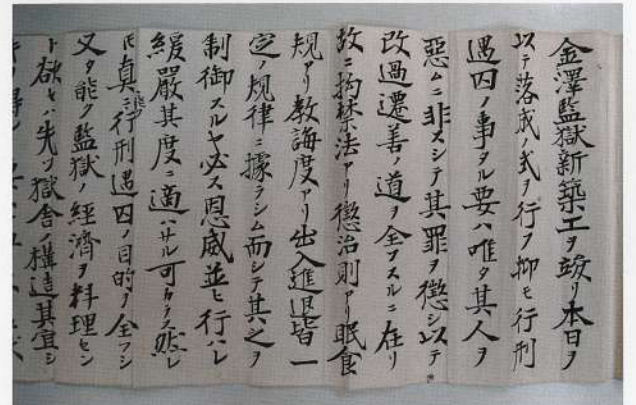 金澤監獄新築工ヲ竣リ本日ヲ
以テ落成ノ式ヲ行フ抑モ行刑
遇囚ノ事タル要ハ唯タ其人ヲ
惡ムニ非スシテ其罪ヲ懲シ以テ
改過遷善ノ道ヲ全フスルニ在リ
故ニ拘禁法アリ懲治則アリ眠食
規アリ教誨度アリ出入進退皆一
定ノ規律ニ據ラシム而シテ其之ヲ
制御スルヤ必ス恩威並ヒ行ハレ
緩嚴其度ニ適ハサル可カラス然レ
圧真ニ能ク行刑遇囚ノ目的ヲ全フシ
又タ能ク監獄ノ經濟ヲ料理セン
ト欲セハ先ツ獄舎ノ構造其宜シ